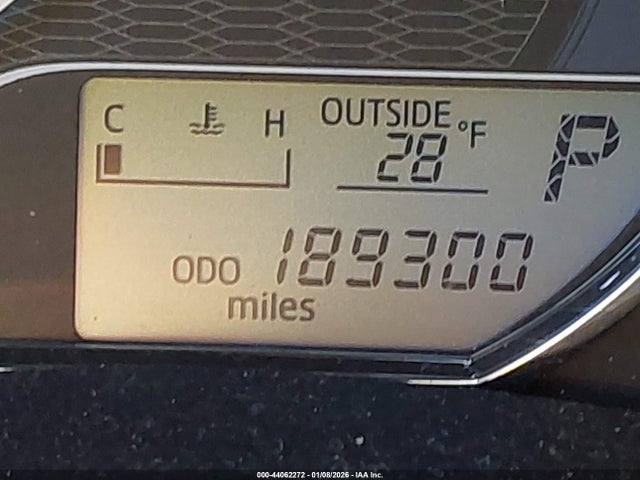 C H OUTSIDE °F
28
P
ODO 189300
miles
000-44062272 - 01/08/2026 - IAA Inc.